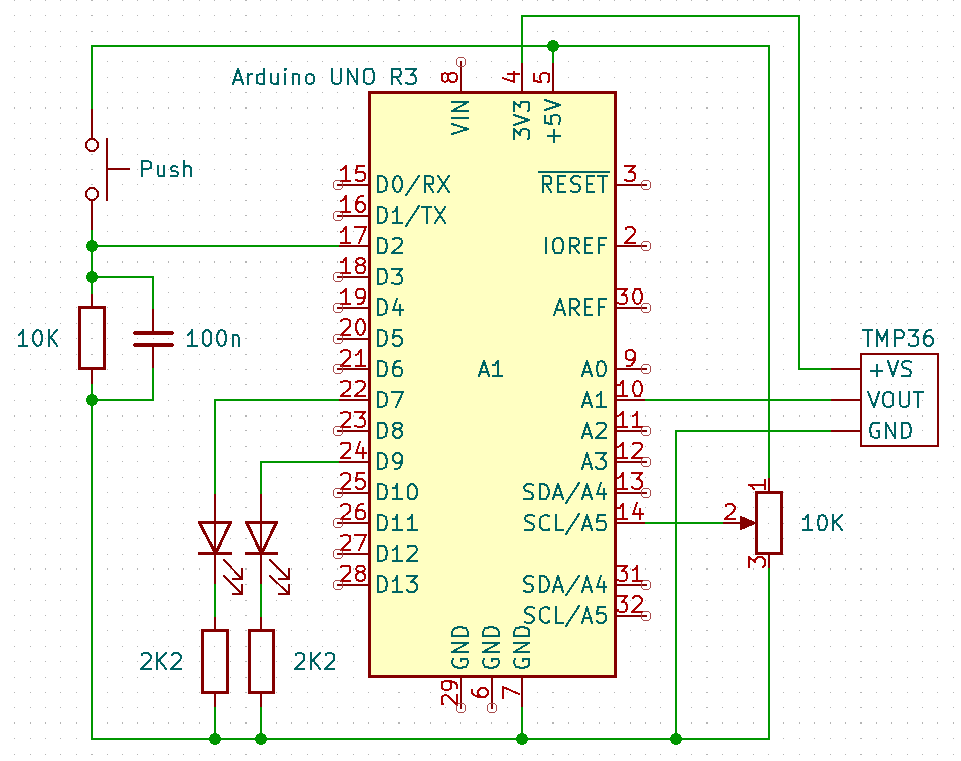 Arduino UNO R3
8
4
5
VIN
3V3
+5V
Push
15
D0/RX
RESET
3
16
D1/TX
17
D2
IOREF
2
18
D3
19
D4
AREF
30
10K
100n
20
D5
TMP36
21
D6
A1
A0
9
+VS
22
D7
A1
10
VOUT
23
D8
A2
11
GND
24
D9
A3
12
25
D10
SDA/A4
13
1
26
D11
SCL/A5
14
2
10K
27
D12
3
28
D13
SDA/A4
31
SCL/A5
32
GND
GND
GND
2K2
2K2
29
6
7